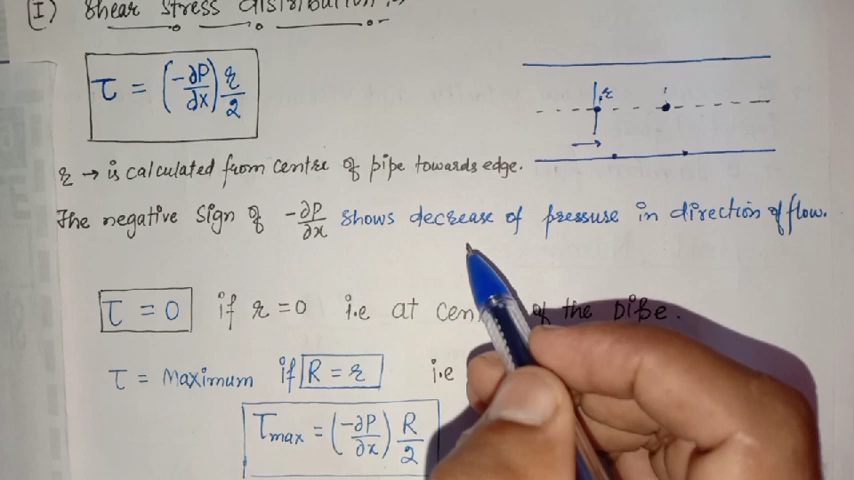 (I) Shear Stress Distribution :-
τ = (-∂P/∂x) r/2
r
r → is calculated from centre of pipe towards edge.
The negative Sign of -∂P/∂x shows decrease of pressure in direction of flow.
τ = 0 if r = 0 i.e at cen of the pipe.
τ = Maximum if R = r i.e
τmax = (-∂P/∂x) R/2